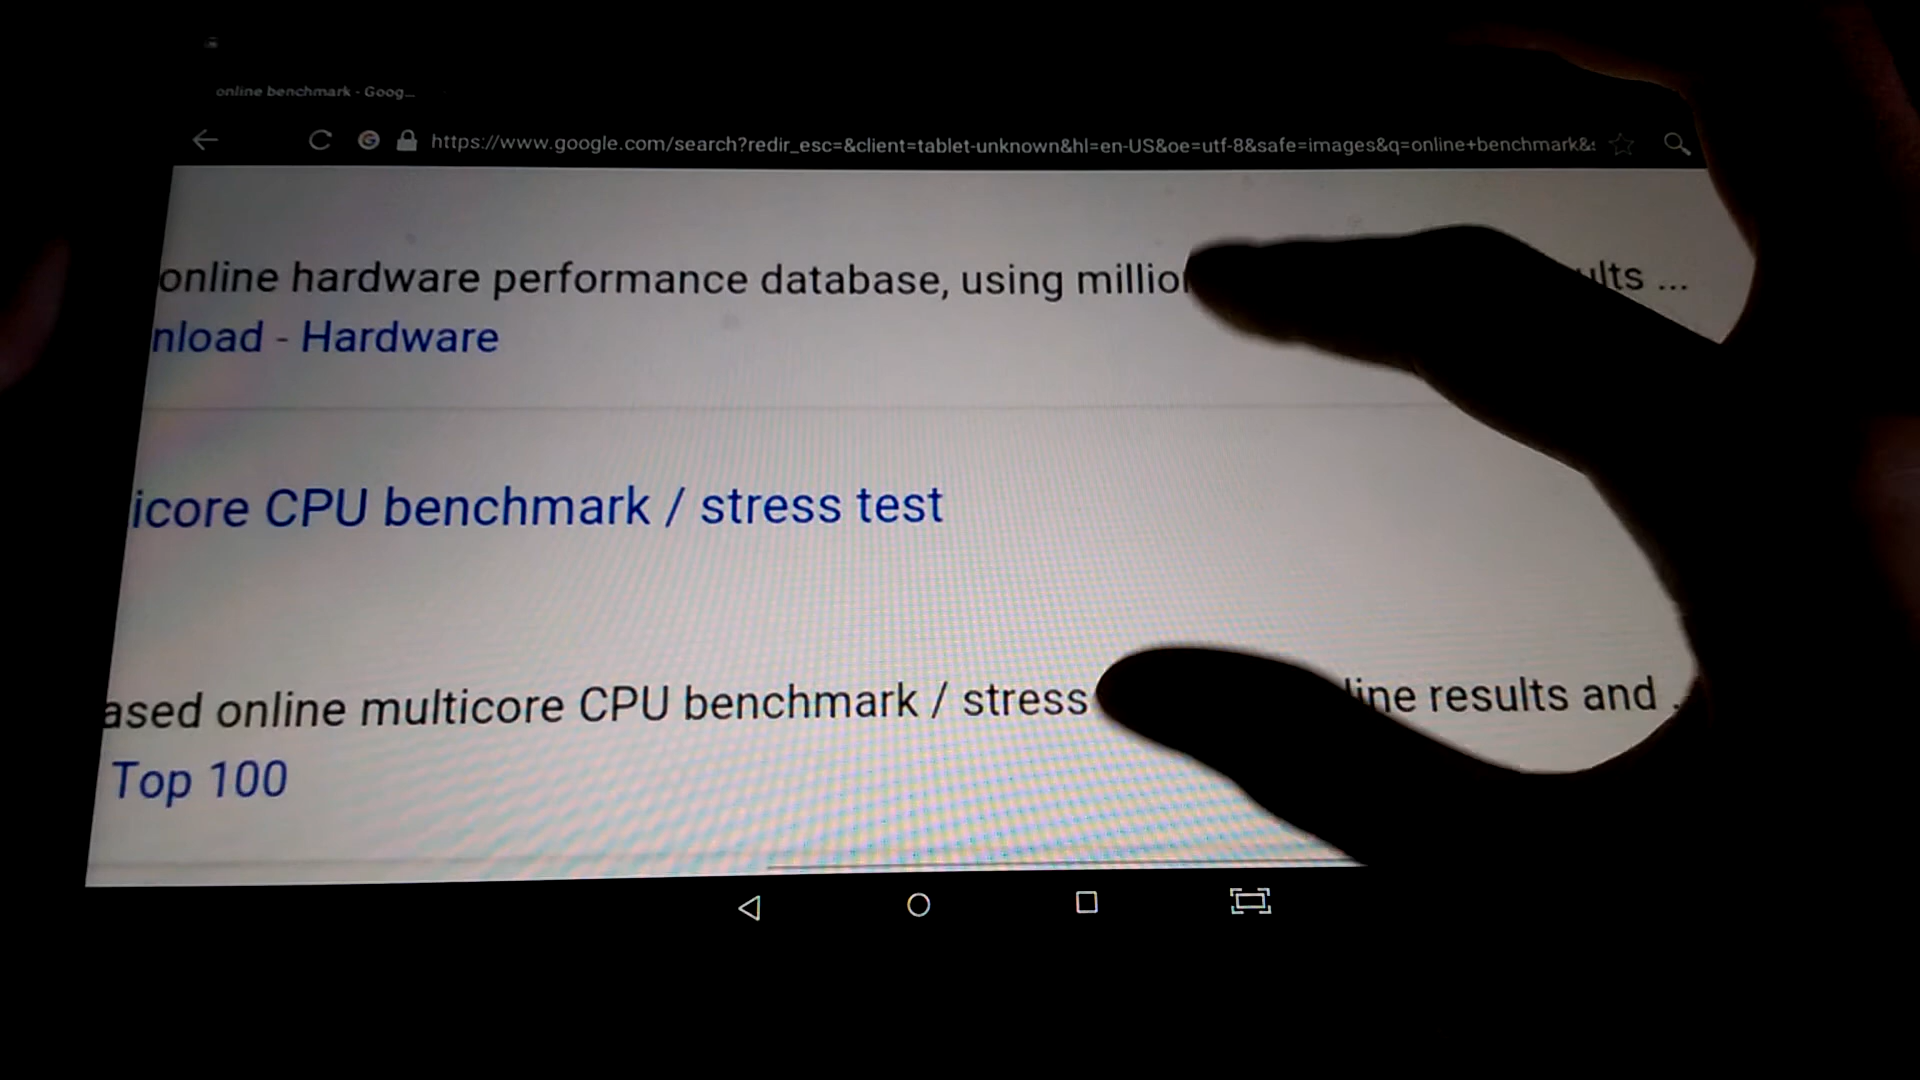 online benchmark - Goog...
https://www.google.com/search?redir_esc=&client=tablet-unknown&hl=en-US&oe=utf-8&safe=images&q=online+benchmark&:
online hardware performance database, using millio ults ...
nload - Hardware
icore CPU benchmark / stress test
ased online multicore CPU benchmark / stress line results and .
Top 100